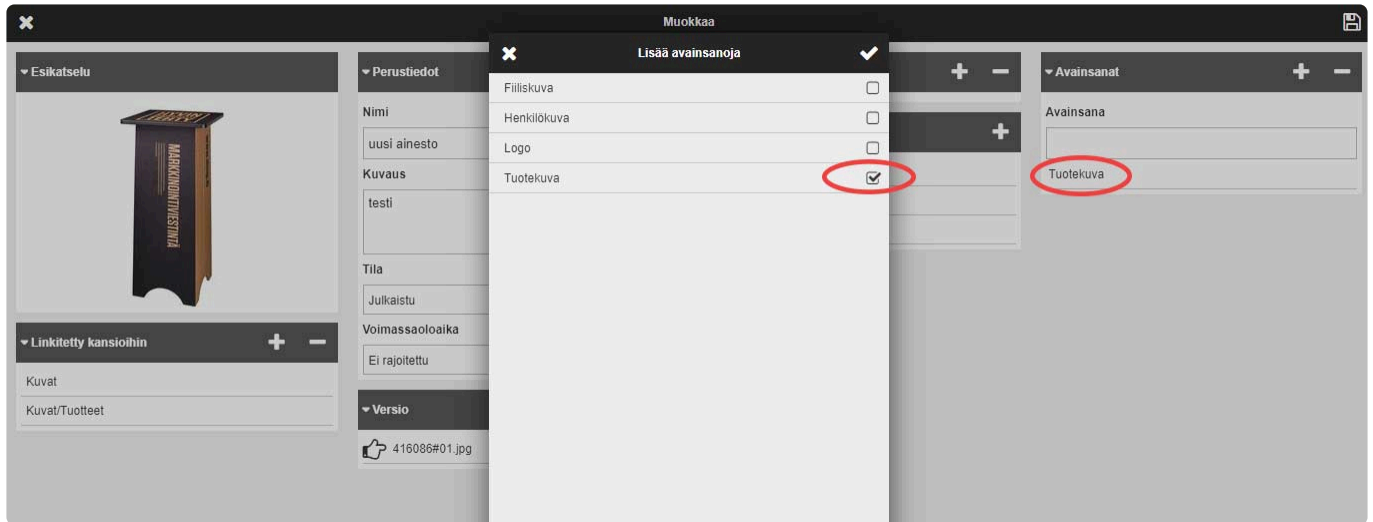 Muokkaa
Esikatselu
MARKKINOINTIVIESTINTÄ
Linkitetty kansioihin
Kuvat
Kuvat/Tuotteet
Perustiedot
Nimi
uusi ainesto
Kuvaus
testi
Tila
Julkaistu
Voimassaoloaika
Ei rajoitettu
Versio
416086#01.jpg
Lisää avainsanoja
Fiiliskuva
Henkilökuva
Logo
Tuotekuva
Avainsanat
Avainsana
Tuotekuva